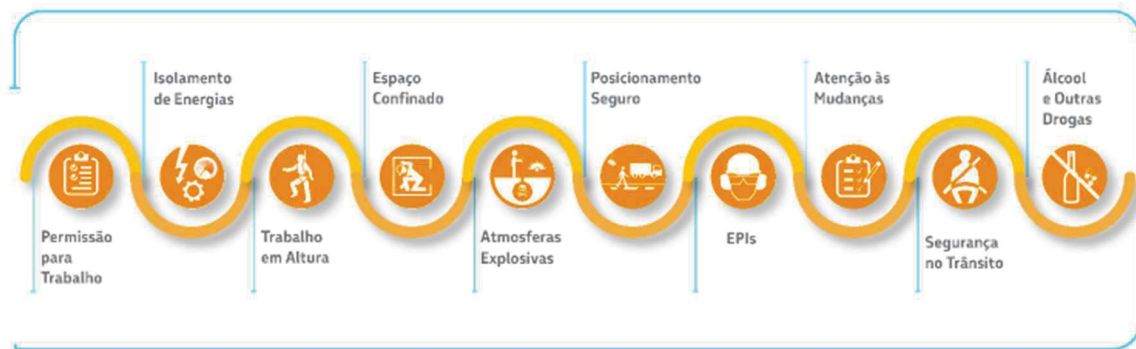 Permissão
para
Trabalho
Isolamento
de Energias
Trabalho
em Altura
Espaço
Confinado
Atmosferas
Explosivas
Posicionamento
Seguro
EPIs
Atenção às
Mudanças
Segurança
no Trânsito
Álcool
e Outras
Drogas